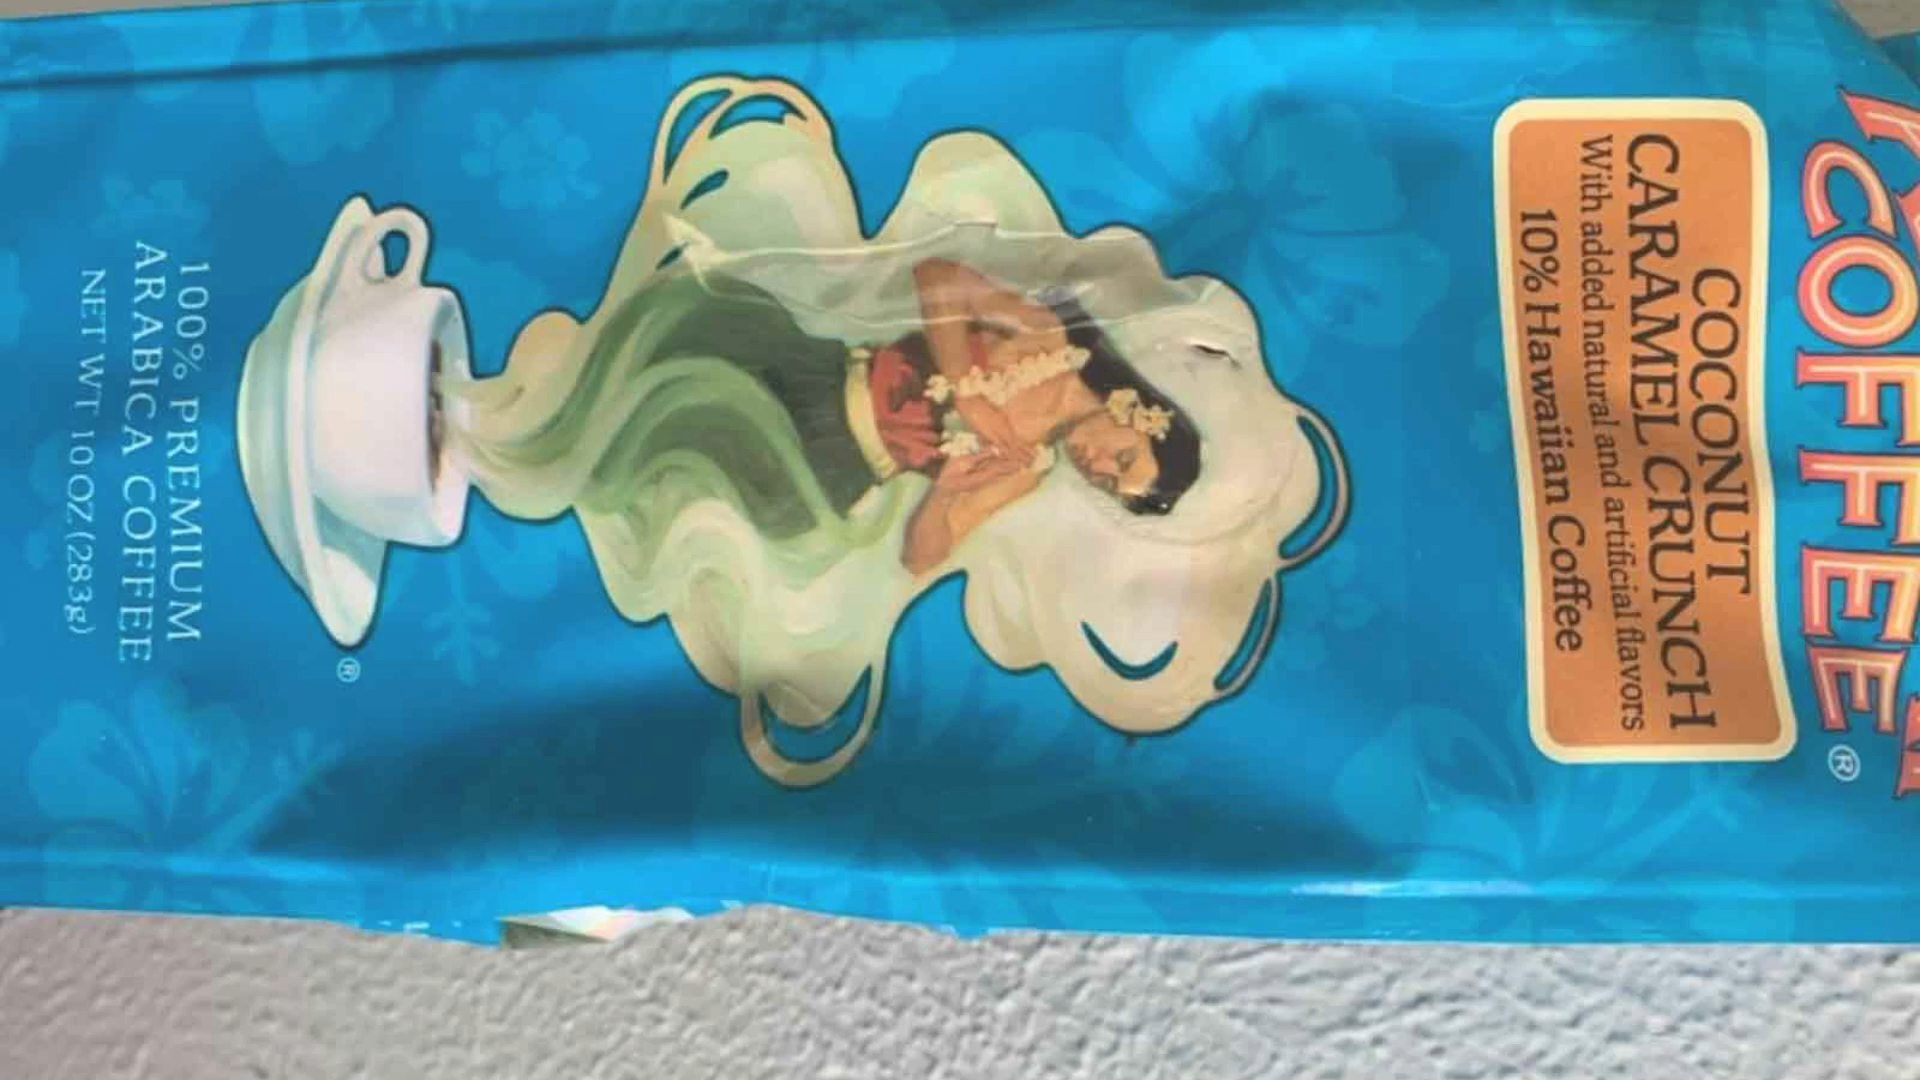 COFFEE®
COCONUT
CARAMEL CRUNCH
With added natural and artificial flavors
10% Hawaiian Coffee
®
100% PREMIUM
ARABICA COFFEE
NET WT 10 OZ (283g)